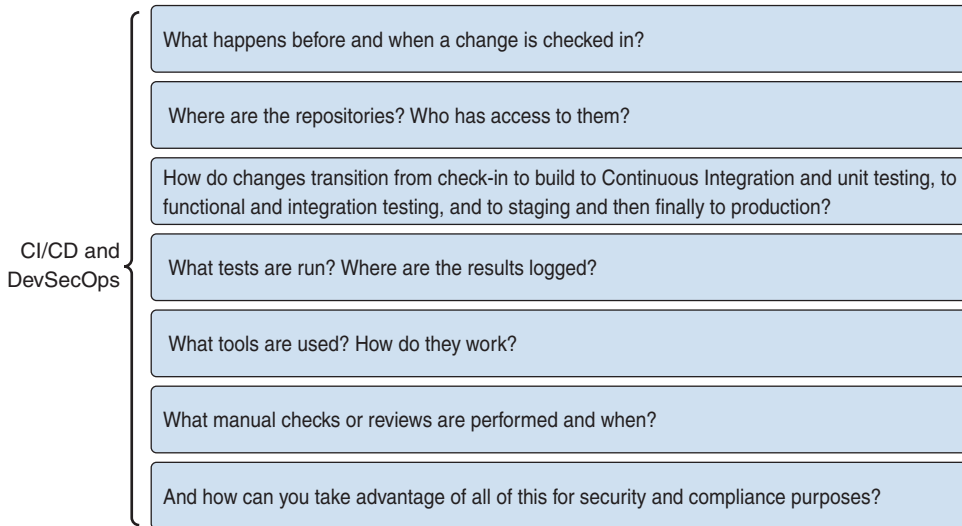 What happens before and when a change is checked in?
Where are the repositories? Who has access to them?
How do changes transition from check-in to build to Continuous Integration and unit testing, to
functional and integration testing, and to staging and then finally to production?
CI/CD and
DevSecOps
What tests are run? Where are the results logged?
What tools are used? How do they work?
What manual checks or reviews are performed and when?
And how can you take advantage of all of this for security and compliance purposes?